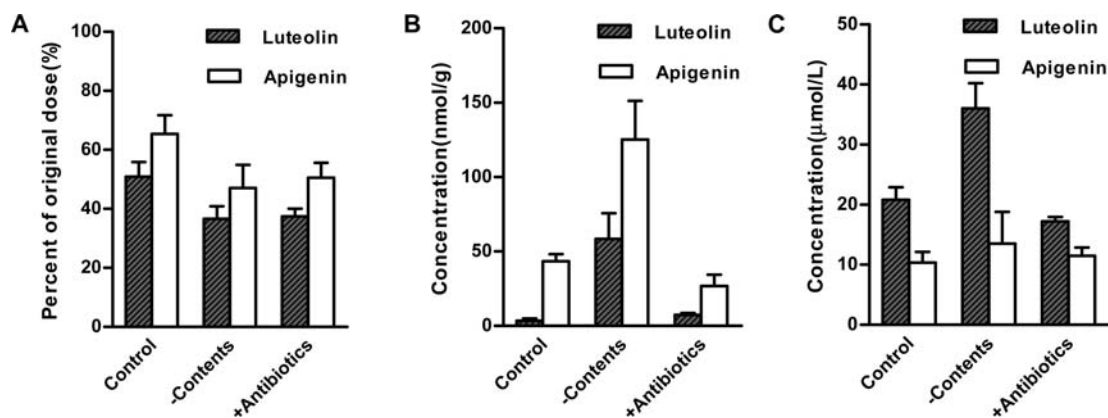 A
Percent of original dose(%)
100
80
60
40
20
0
Luteolin
Apigenin
Control
-Contents
+Antibiotics
B
Concentration(nmol/g)
200
150
100
50
0
Luteolin
Apigenin
Control
-Contents
+Antibiotics
C
Concentration(μmol/L)
50
40
30
20
10
0
Luteolin
Apigenin
Control
-Contents
+Antibiotics